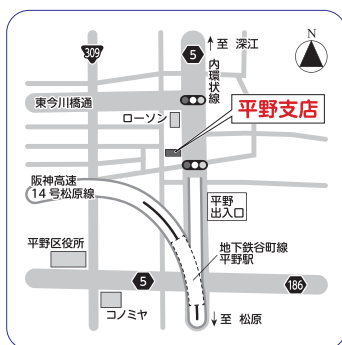 N
309
5
至 深江
内環状線
東今川橋通
ローソン
平野支店
阪神高速
14号松原線
平野
出入口
平野区役所
地下鉄谷町線
平野駅
5
186
コノミヤ
至 松原